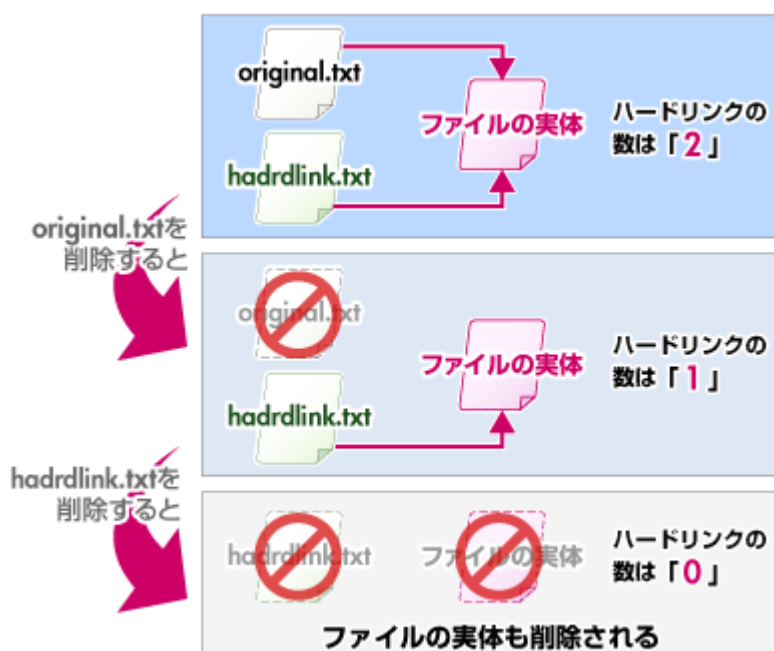 original.txt
ファイルの実体
hadrdlink.txt
ハードリンクの
数は「2」
original.txtを
削除すると
original.txt
ファイルの実体
hadrdlink.txt
ハードリンクの
数は「1」
hadrdlink.txtを
削除すると
hadrdlink.txt
ファイルの実体
ハードリンクの
数は「0」
ファイルの実体も削除される